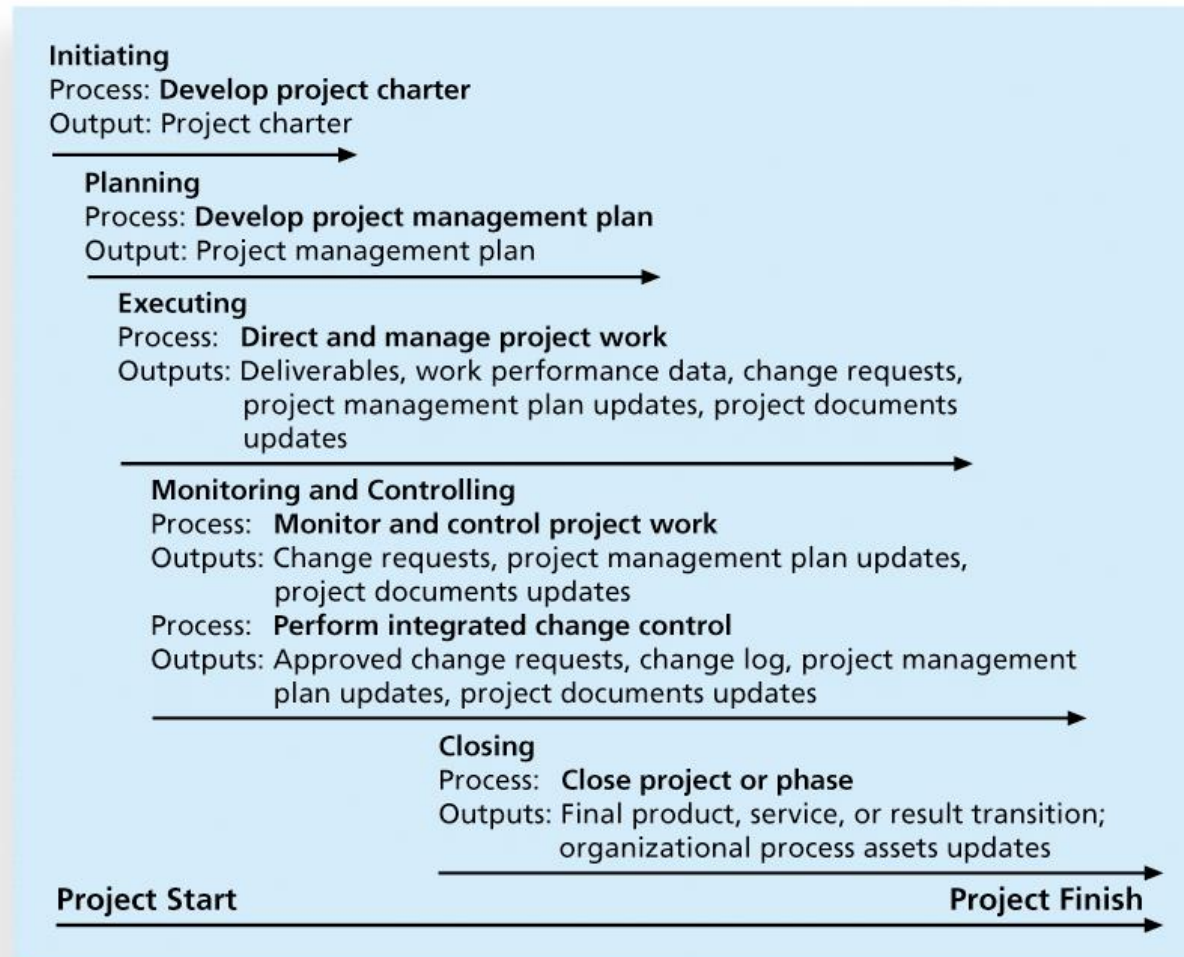 Initiating
Process: Develop project charter
Output: Project charter
Planning
Process: Develop project management plan
Output: Project management plan
Executing
Process: Direct and manage project work
Outputs: Deliverables, work performance data, change requests,
project management plan updates, project documents
updates
Monitoring and Controlling
Process: Monitor and control project work
Outputs: Change requests, project management plan updates,
project documents updates
Process: Perform integrated change control
Outputs: Approved change requests, change log, project management
plan updates, project documents updates
Closing
Process: Close project or phase
Outputs: Final product, service, or result transition;
organizational process assets updates
Project Start Project Finish